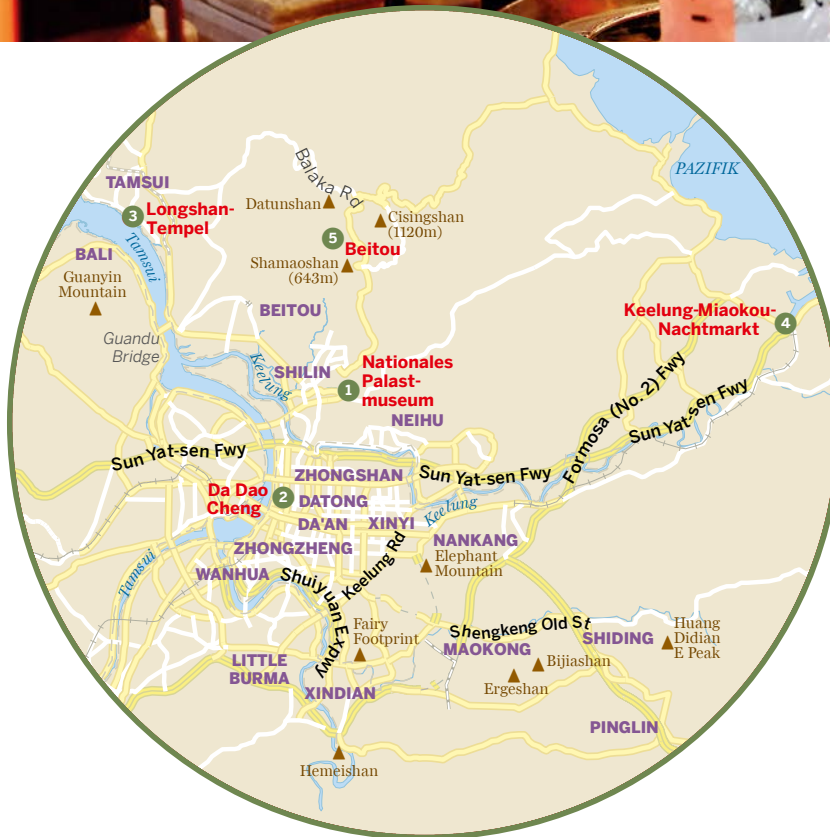 PAZIFIK
Balaka Rd
TAMSUI
Datunshan
3
Longshan-
Tempel
Cisingshan
(1120m)
5
Beitou
Tamsui
BALI
Shamaoshan
(643m)
Guanyin
Mountain
BEITOU
Keelung-Miaokou-
Nachtmarkt
4
Guandu
Bridge
Keelung
SHILIN
Nationales
Palast-
museum
1
NEIHU
Formosa (No. 2) Fwy
Sun Yat-sen Fwy
Sun Yat-sen Fwy
Sun Yat-sen Fwy
ZHONGSHAN
Da Dao
Cheng
2
DATONG
Keelung
DA'AN
XINYI
NANKANG
ZHONGZHENG
Elephant
Mountain
Keelung Rd
WANHUA
Tamsui
Shuiyuan Expwy
Fairy
Footprint
Shengkeng Old St
SHIDING
Huang
Didian
E Peak
MAOKONG
Bijiashan
Ergeshan
LITTLE
BURMA
XINDIAN
PINGLIN
Hemeishan